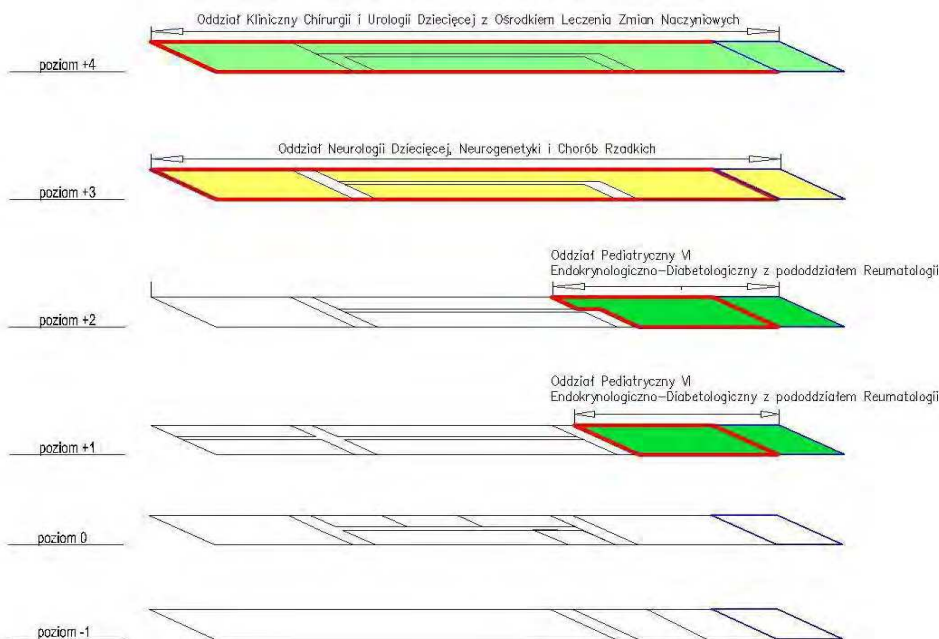 Oddział Kliniczny Chirurgii i Urologii Dziecięcej z Ośrodkiem Leczenia Zmian Naczyniowych
poziom +4
Oddział Neurologii Dziecięcej, Neurogenetyki i Chorób Rzadkich
poziom +3
Oddział Pediatryczny VI
Endokrynologiczno-Diabetologiczny z pododdziałem Reumatologii
poziom +2
Oddział Pediatryczny VI
Endokrynologiczno-Diabetologiczny z pododdziałem Reumatologii
poziom +1
poziom 0
poziom -1